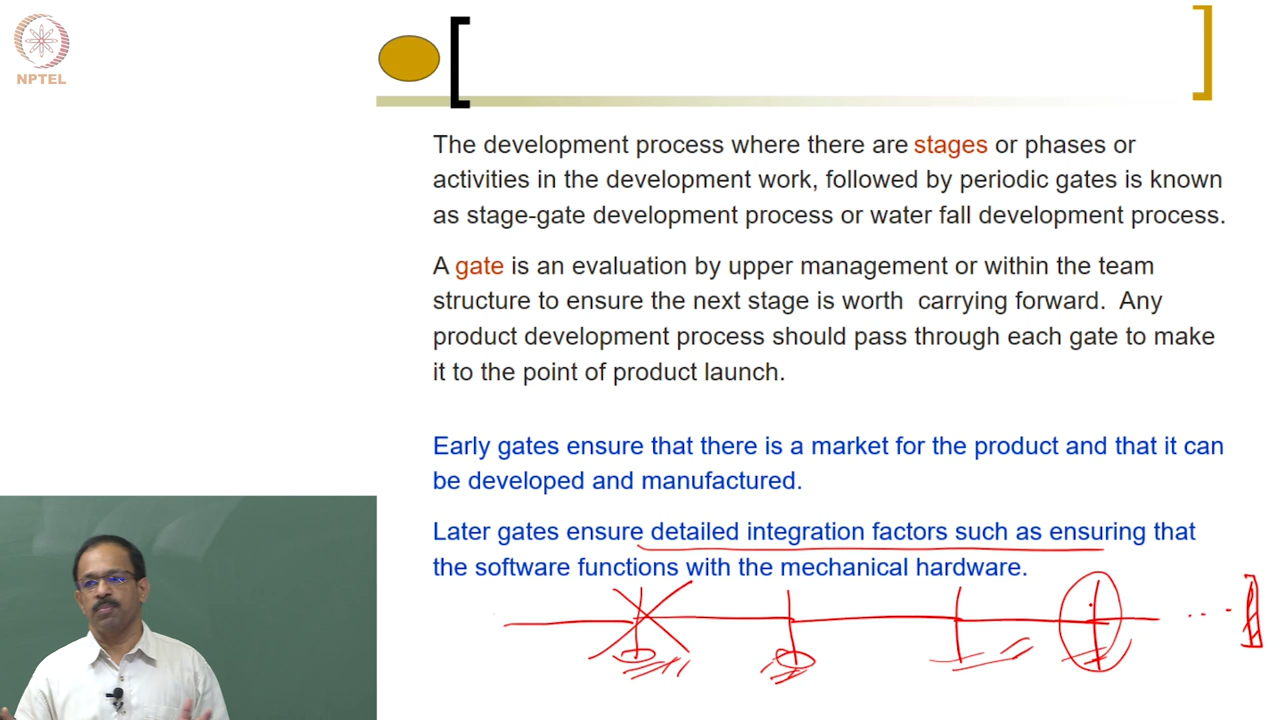 NPTEL
The development process where there are stages or phases or
activities in the development work, followed by periodic gates is known
as stage-gate development process or water fall development process.
A gate is an evaluation by upper management or within the team
structure to ensure the next stage is worth carrying forward. Any
product development process should pass through each gate to make
it to the point of product launch.
Early gates ensure that there is a market for the product and that it can
be developed and manufactured.
Later gates ensure detailed integration factors such as ensuring that
the software functions with the mechanical hardware.